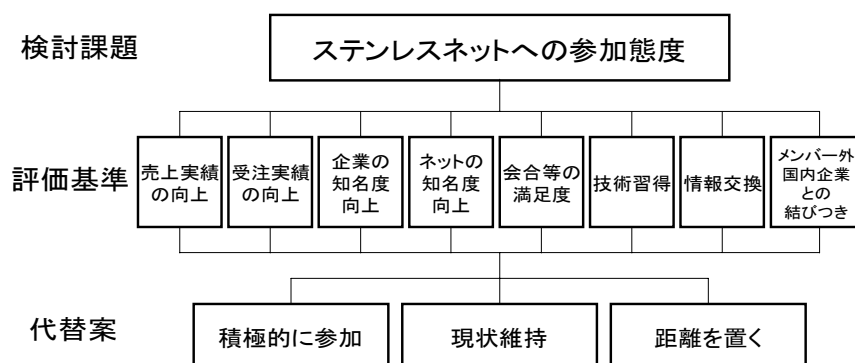 検討課題
ステンレスネットへの参加態度
評価基準
売上実績
の向上
受注実績
の向上
企業の
知名度
向上
ネットの
知名度
向上
会合等の
満足度
技術習得
情報交換
メンバー外
国内企業
との
結びつき
代替案
積極的に参加
現状維持
距離を置く